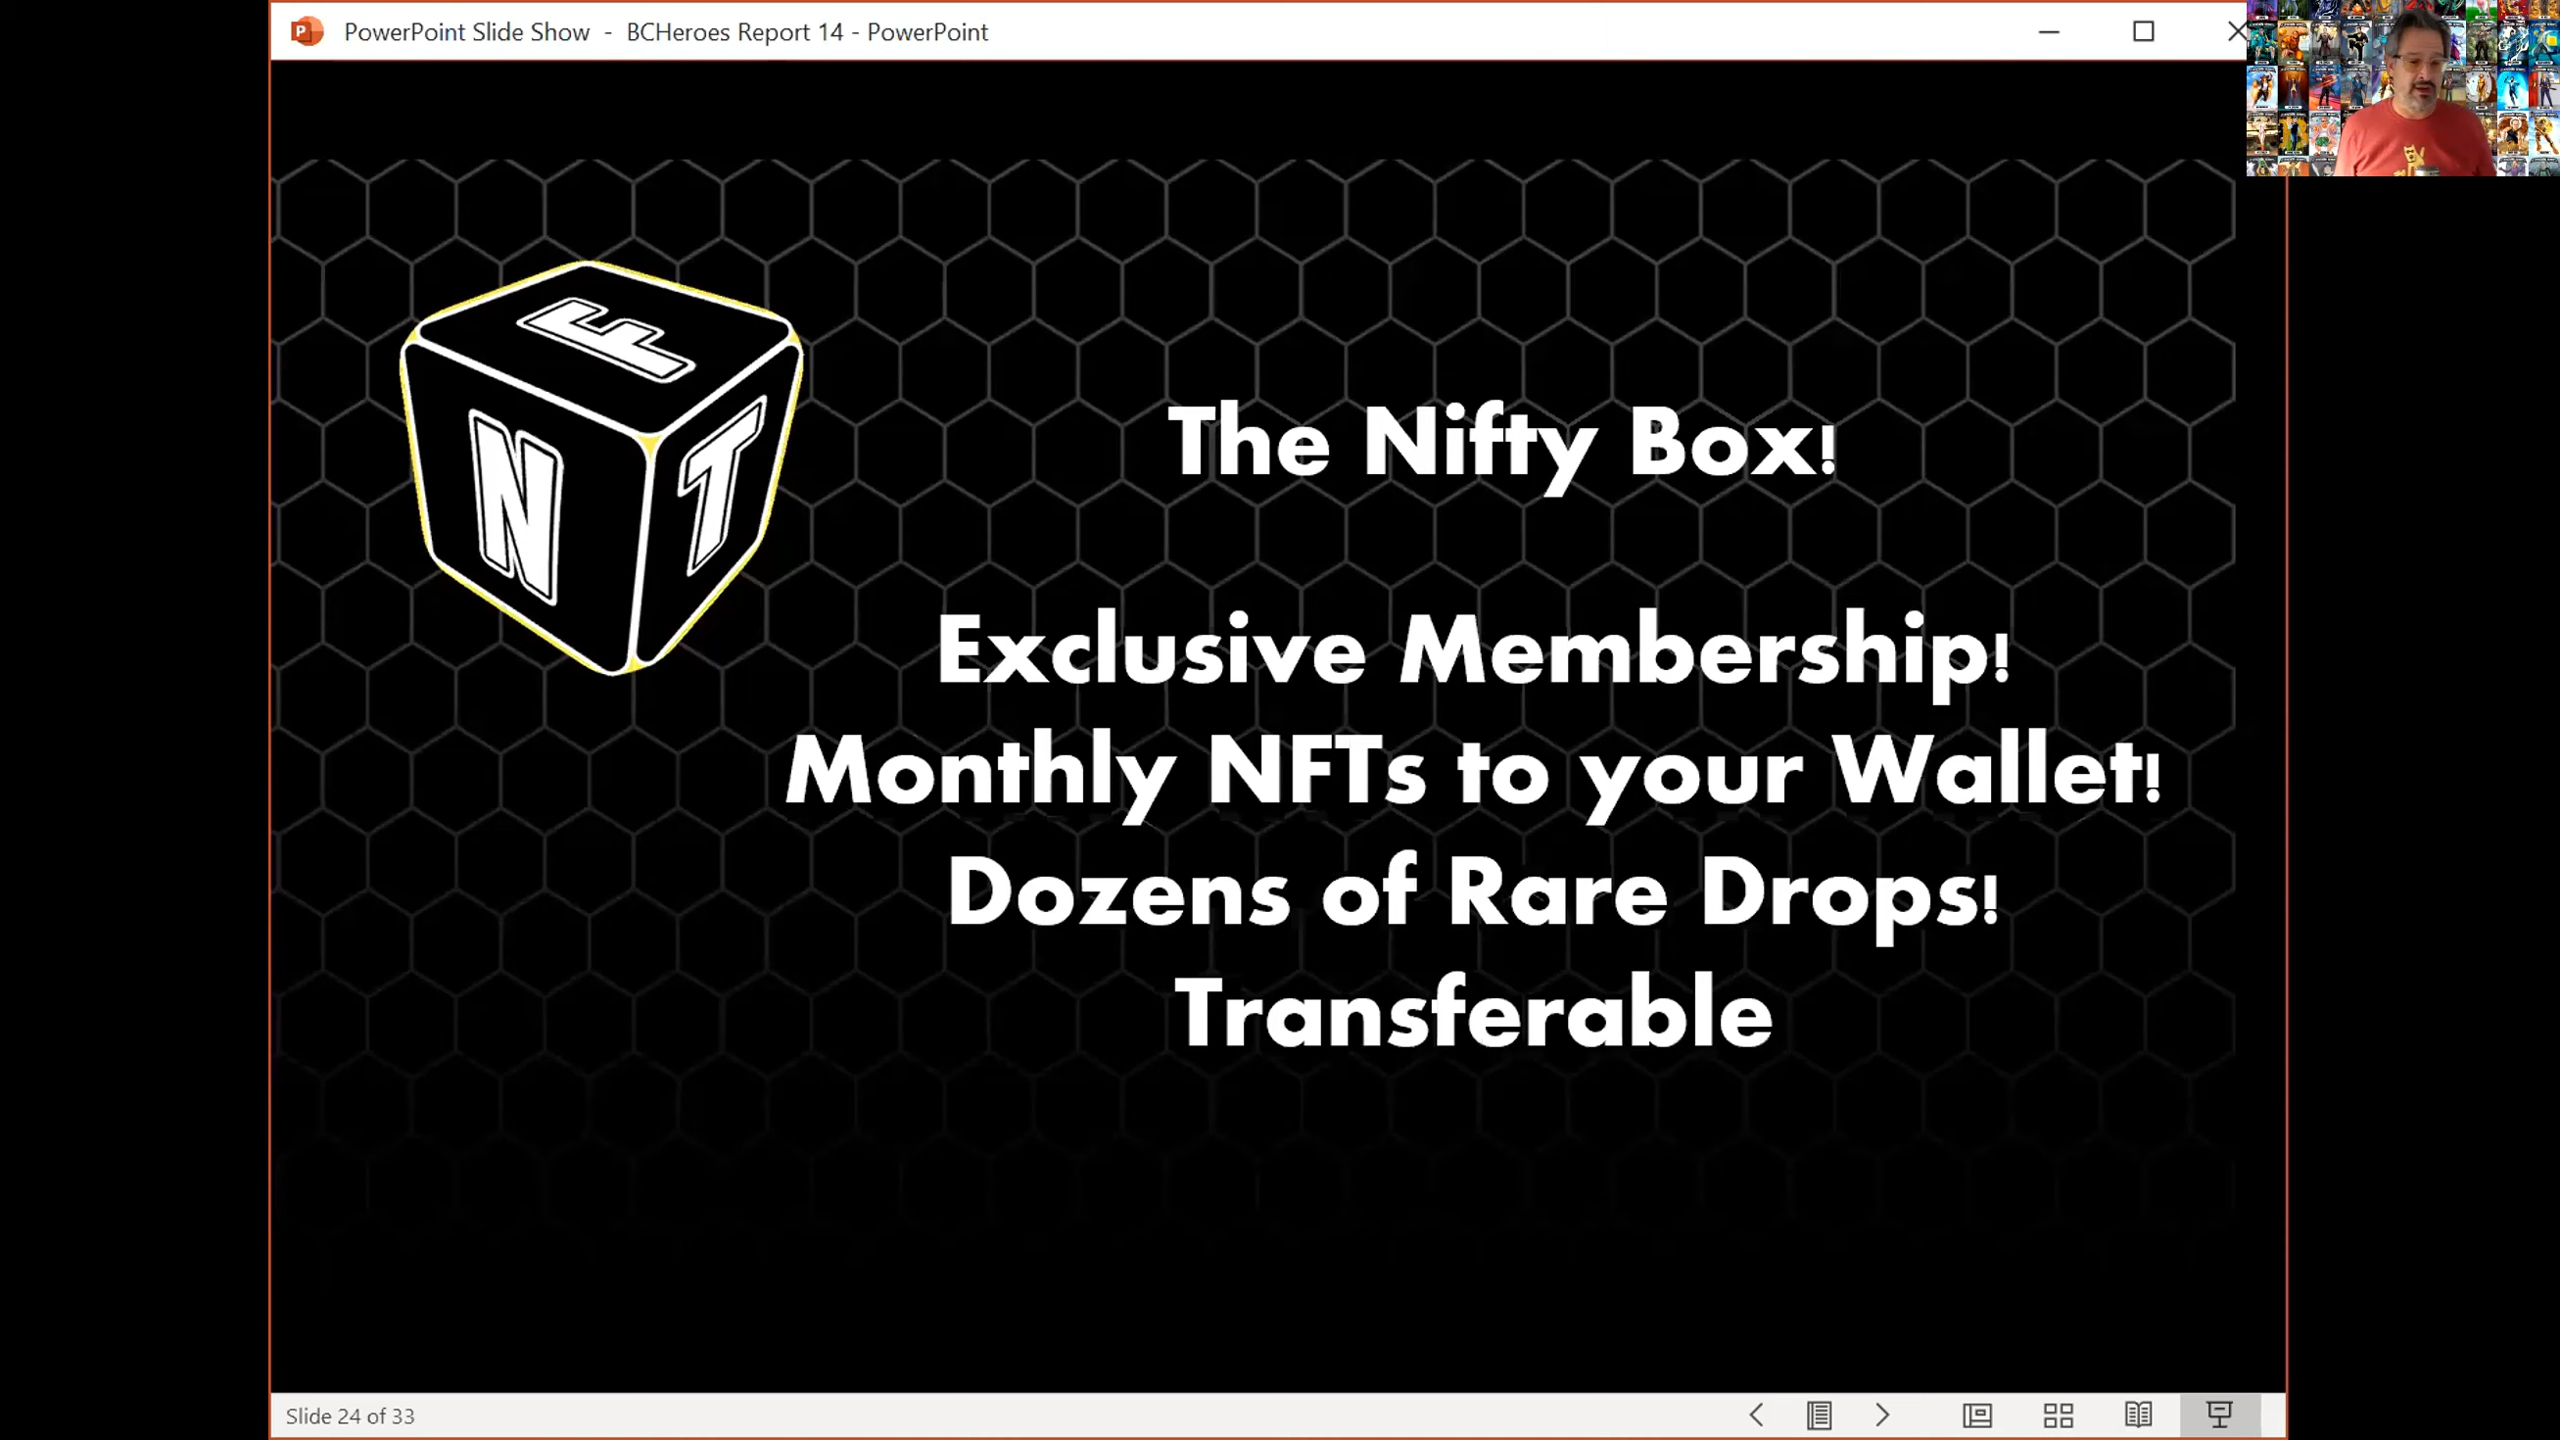 PowerPoint Slide Show - BCHeroes Report 14 - PowerPoint
F
N T
The Nifty Box!
Exclusive Membership!
Monthly NFTs to your Wallet!
Dozens of Rare Drops!
Transferable
Slide 24 of 33